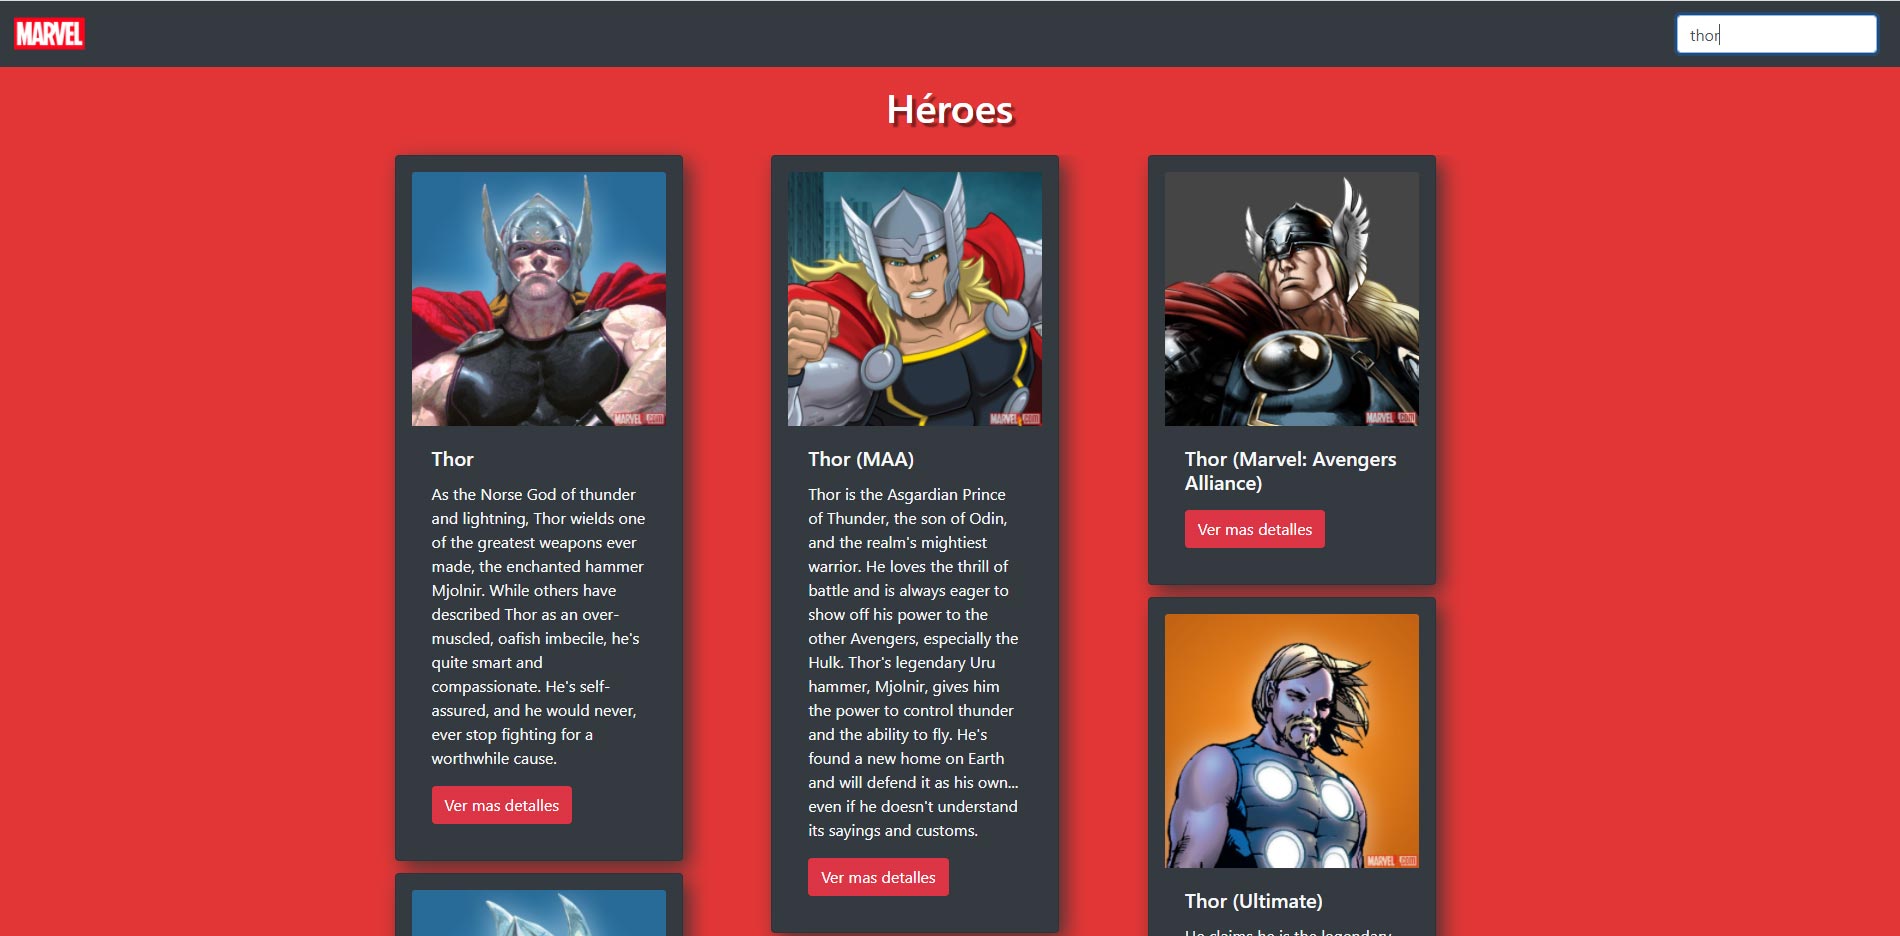 MARVEL
thor
Héroes
MARVEL .com
Thor
As the Norse God of thunder
and lightning, Thor wields one
of the greatest weapons ever
made, the enchanted hammer
Mjolnir. While others have
described Thor as an over-
muscled, oafish imbecile, he's
quite smart and
compassionate. He's self-
assured, and he would never,
ever stop fighting for a
worthwhile cause.
Ver mas detalles
MARVEL .com
Thor (MAA)
Thor is the Asgardian Prince
of Thunder, the son of Odin,
and the realm's mightiest
warrior. He loves the thrill of
battle and is always eager to
show off his power to the
other Avengers, especially the
Hulk. Thor's legendary Uru
hammer, Mjolnir, gives him
the power to control thunder
and the ability to fly. He's
found a new home on Earth
and will defend it as his own...
even if he doesn't understand
its sayings and customs.
Ver mas detalles
MARVEL .com
Thor (Marvel: Avengers
Alliance)
Ver mas detalles
MARVEL .com
Thor (Ultimate)
He claims he is the legendary